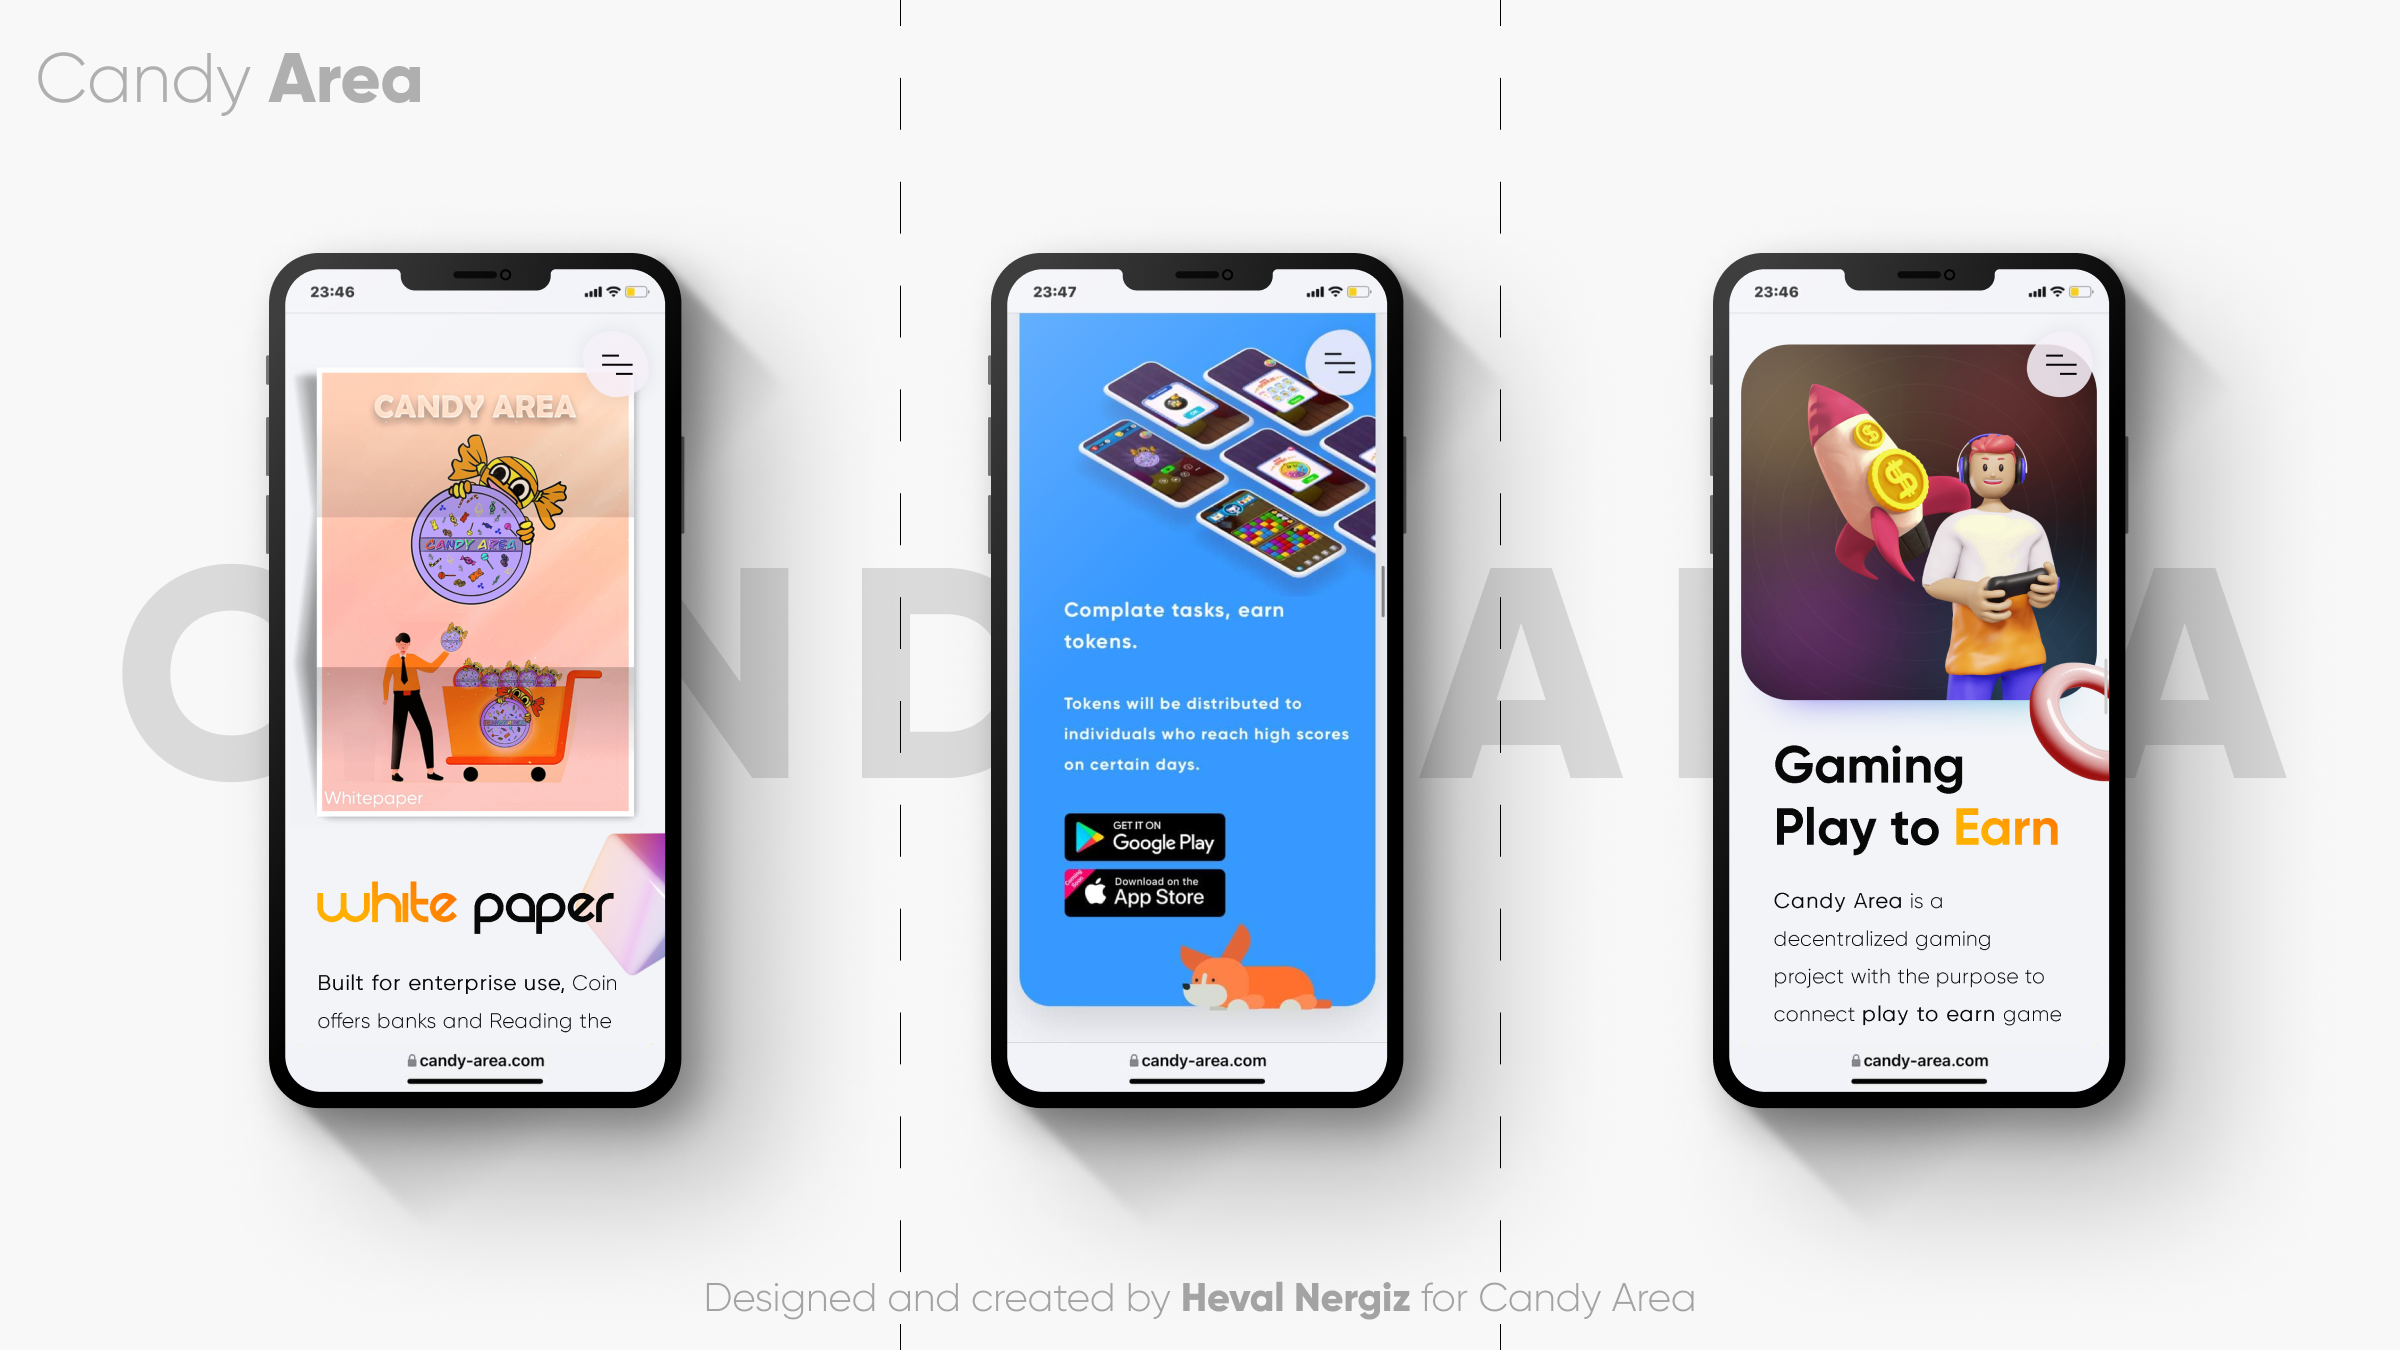 Candy Area
23:46
CANDY AREA
CANDY AREA
Whitepaper
white paper
Built for enterprise use, Coin
offers banks and Reading the
candy-area.com
23:47
Complate tasks, earn
tokens.
Tokens will be distributed to
individuals who reach high scores
on certain days.
GET IT ON
Google Play
Coming Soon
Download on the
App Store
candy-area.com
23:46
Gaming
Play to Earn
Candy Area is a
decentralized gaming
project with the purpose to
connect play to earn game
candy-area.com
Designed and created by Heval Nergiz for Candy Area